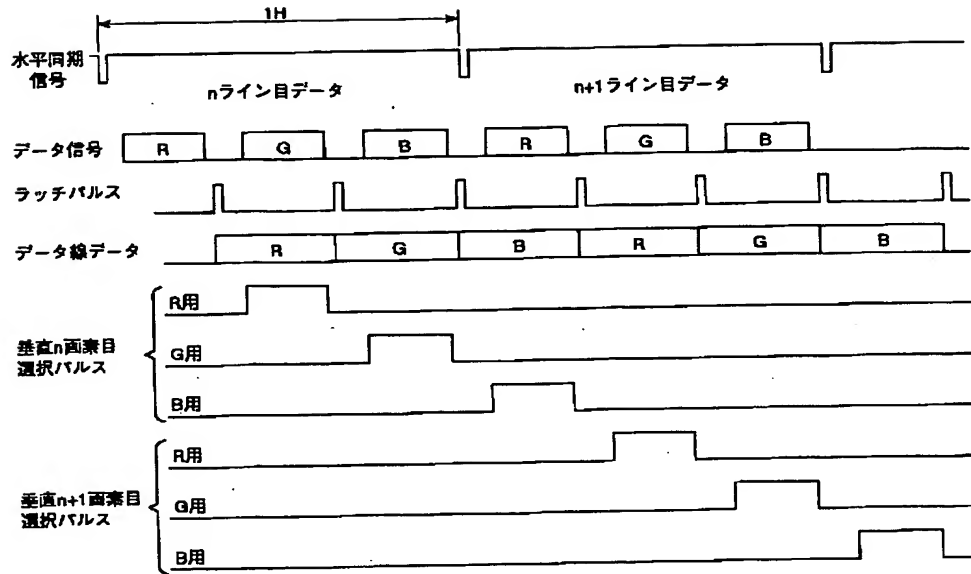 1H
水平同期
信号
nライン目データ
n+1ライン目データ
データ信号
R
G
B
R
G
B
ラッチパルス
データ線データ
R
G
B
R
G
B
垂直n画素目
選択パルス
R用
G用
B用
垂直n+1画素目
選択パルス
R用
G用
B用